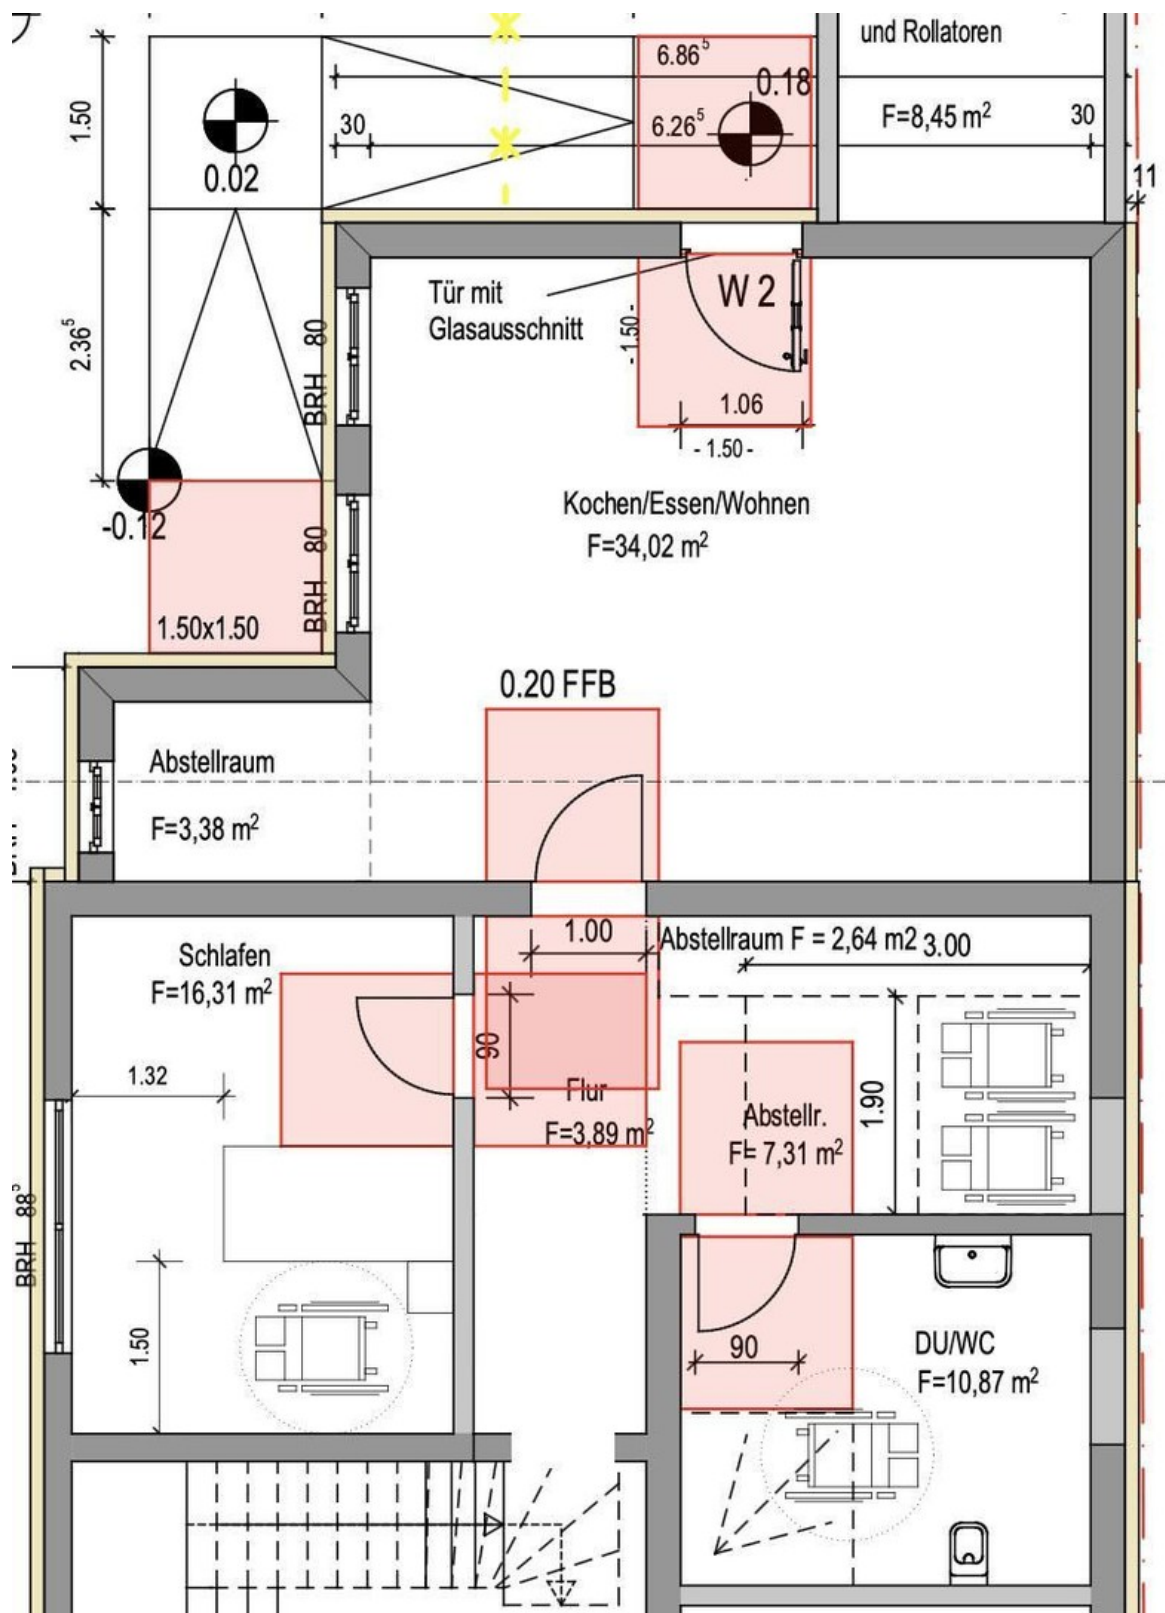 und Rollatoren
6.86⁵
0.18
1.50
30
6.26⁵
F=8,45 m²
30
0.02
11
Tür mit
Glasausschnitt
W 2
- 1.50 -
2.36⁵
BRH 80
1.06
- 1.50 -
Kochen/Essen/Wohnen
F=34,02 m²
-0.12
BRH 80
1.50x1.50
0.20 FFB
Abstellraum
F=3,38 m²
1.00
Abstellraum F = 2,64 m2
3.00
Schlafen
F=16,31 m²
90
1.32
Flur
F=3,89 m²
Abstellr.
F= 7,31 m²
1.90
BRH 88⁵
1.50
90
DU/WC
F=10,87 m²